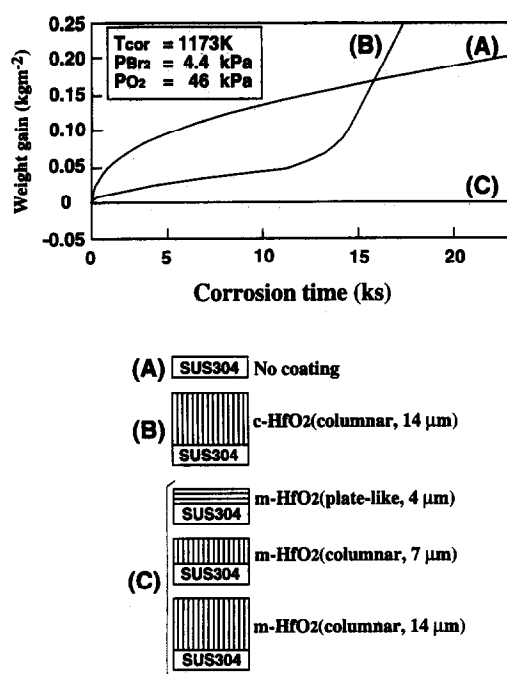 Tcor = 1173K
PBr2 = 4.4 kPa
PO2 = 46 kPa
(B)
(A)
(C)
0.25
0.20
0.15
0.10
0.05
0
-0.05
Weight gain (kgm-2)
0
5
10
15
20
Corrosion time (ks)
(A)
SUS304
No coating
(B)
SUS304
c-HfO2(columnar, 14 μm)
(C)
SUS304
m-HfO2(plate-like, 4 μm)
SUS304
m-HfO2(columnar, 7 μm)
SUS304
m-HfO2(columnar, 14 μm)